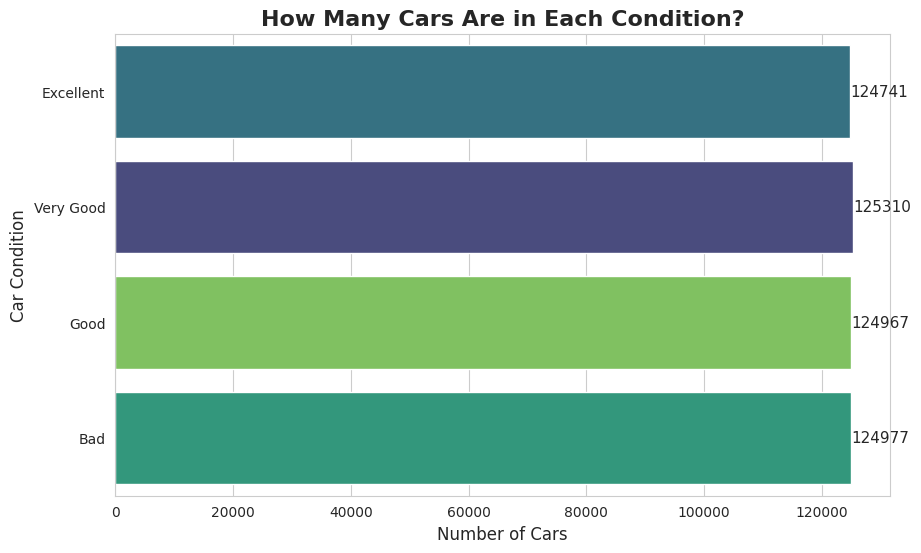 How Many Cars Are in Each Condition?
Car Condition
Excellent
124741
Very Good
125310
Good
124967
Bad
124977
0
20000
40000
60000
80000
100000
120000
Number of Cars